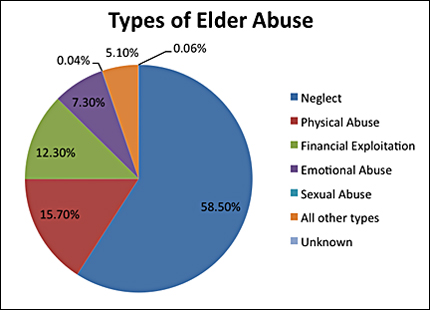 Types of Elder Abuse
0.04%
5.10%
0.06%
7.30%
12.30%
15.70%
58.50%
Neglect
Physical Abuse
Financial Exploitation
Emotional Abuse
Sexual Abuse
All other types
Unknown